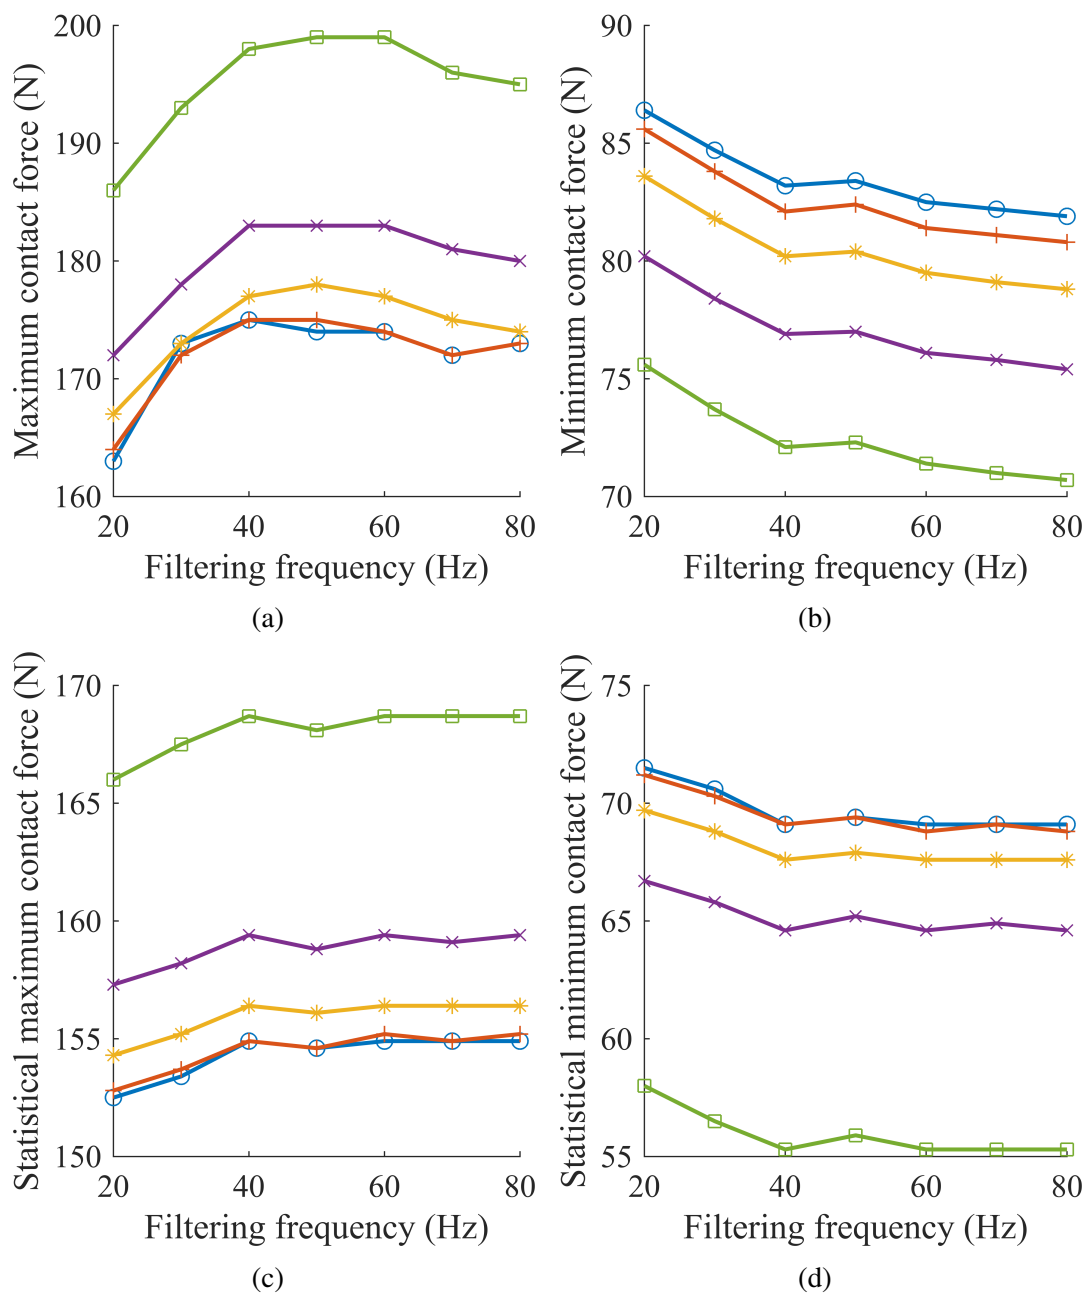 Maximum contact force (N)
200
190
180
170
160
20 40 60 80
Filtering frequency (Hz)
(a)
Minimum contact force (N)
90
85
80
75
70
20 40 60 80
Filtering frequency (Hz)
(b)
Statistical maximum contact force (N)
170
165
160
155
150
20 40 60 80
Filtering frequency (Hz)
(c)
Statistical minimum contact force (N)
75
70
65
60
55
20 40 60 80
Filtering frequency (Hz)
(d)